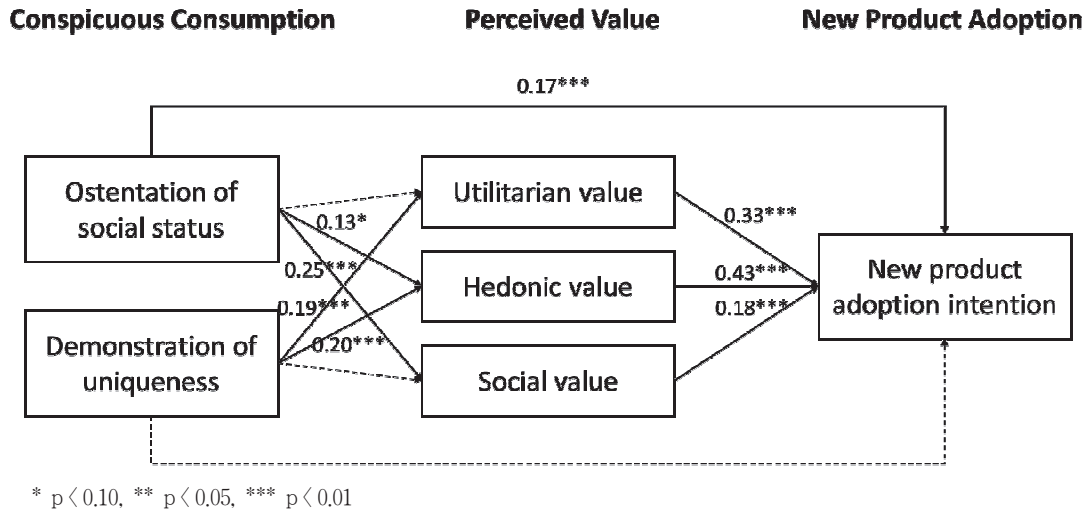 Conspicuous Consumption
Perceived Value
New Product Adoption
0.17***
Ostentation of
social status
Utilitarian value
0.13*
0.33***
0.25***
Hedonic value
0.43***
New product
adoption intention
0.19***
0.18***
Demonstration of
uniqueness
0.20***
Social value
* p〈0.10, ** p〈0.05, *** p〈0.01